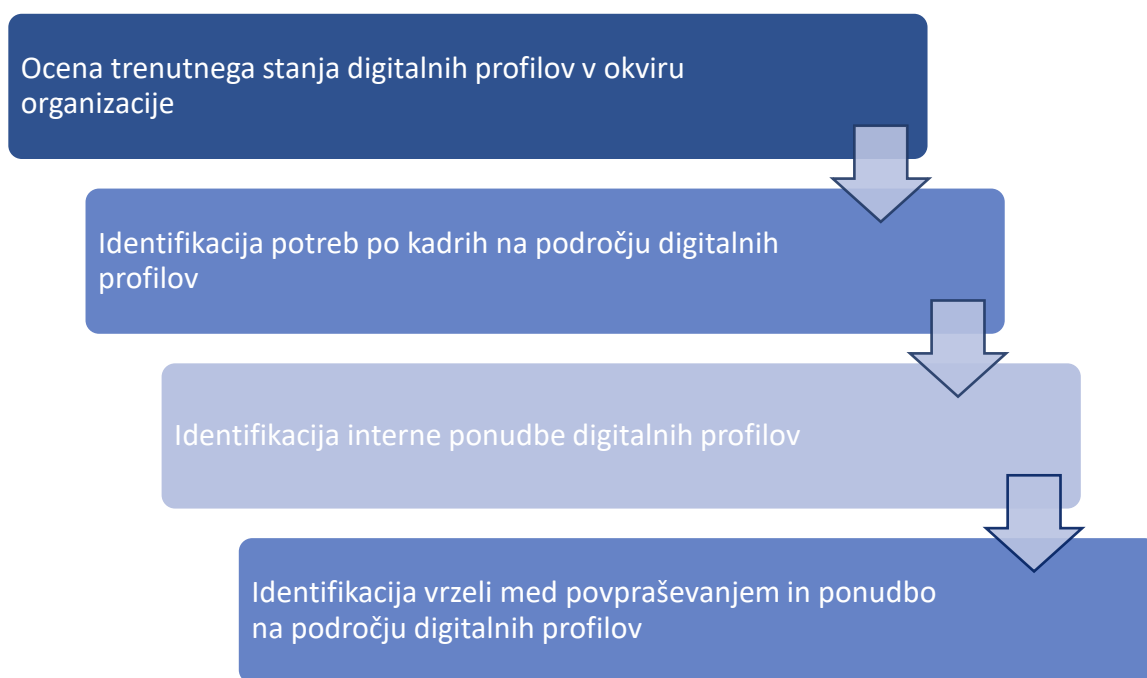 Ocena trenutnega stanja digitalnih profilov v okviru
organizacije
Identifikacija potreb po kadrih na področju digitalnih
profilov
Identifikacija interne ponudbe digitalnih profilov
Identifikacija vrzeli med povpraševanjem in ponudbo
na področju digitalnih profilov